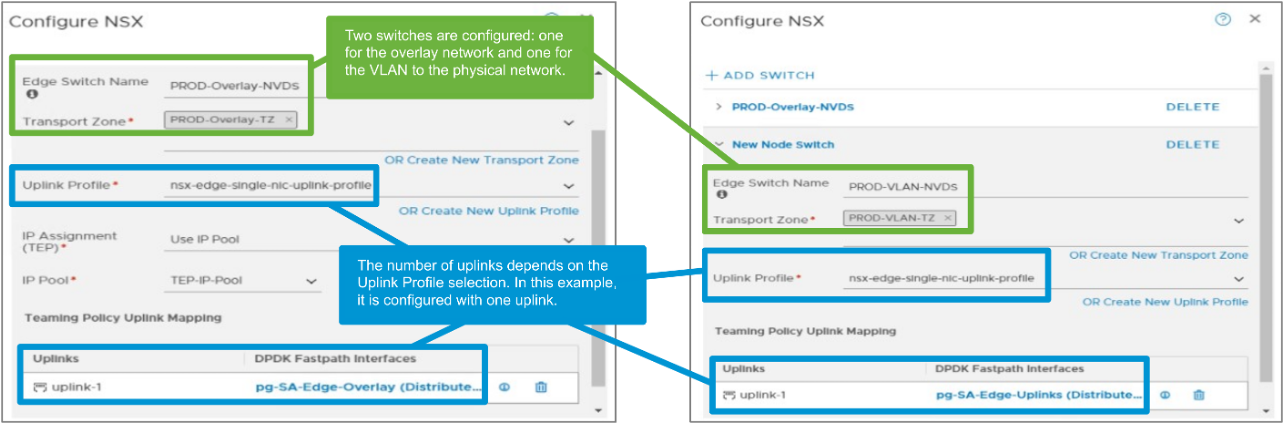 Configure NSX
Edge Switch Name
PROD-Overlay-NVDs
Transport Zone*
PROD-Overlay-TZ ×
OR Create New Transport Zone
Uplink Profile*
nsx-edge-single-nic-uplink-profile
OR Create New Uplink Profile
IP Assignment
(TEP)*
Use IP Pool
IP Pool*
TEP-IP-Pool
Teaming Policy Uplink Mapping
Uplinks
DPDK Fastpath Interfaces
uplink-1
pg-SA-Edge-Overlay (Distribute...
Two switches are configured: one
for the overlay network and one for
the VLAN to the physical network.
The number of uplinks depends on the
Uplink Profile selection. In this example,
it is configured with one uplink.
Configure NSX
+ ADD SWITCH
PROD-Overlay-NVDs
DELETE
New Node Switch
DELETE
Edge Switch Name
PROD-VLAN-NVDs
Transport Zone*
PROD-VLAN-TZ ×
OR Create New Transport Zone
Uplink Profile*
nsx-edge-single-nic-uplink-profile
OR Create New Uplink Profile
Teaming Policy Uplink Mapping
Uplinks
DPDK Fastpath Interfaces
uplink-1
pg-SA-Edge-Uplinks (Distribute...